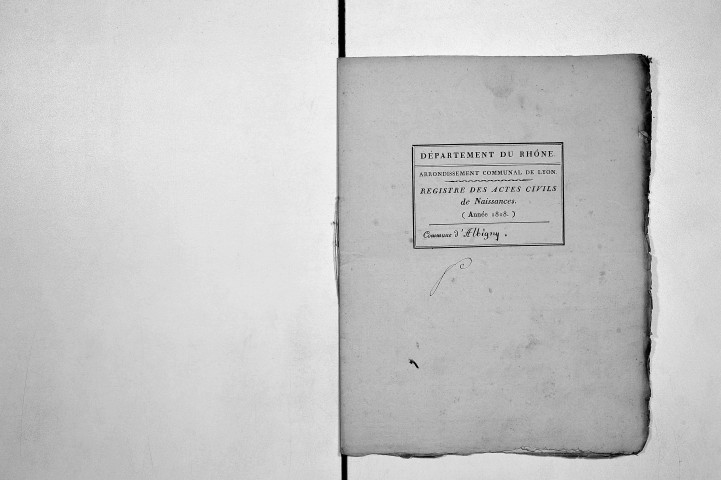 DÉPARTEMENT DU RHÔNE
ARRONDISSEMENT COMMUNAL DE LYON.
REGISTRE DES ACTES CIVILS
de Naissances.
( Année 1818. )
Commune d'Albigny.